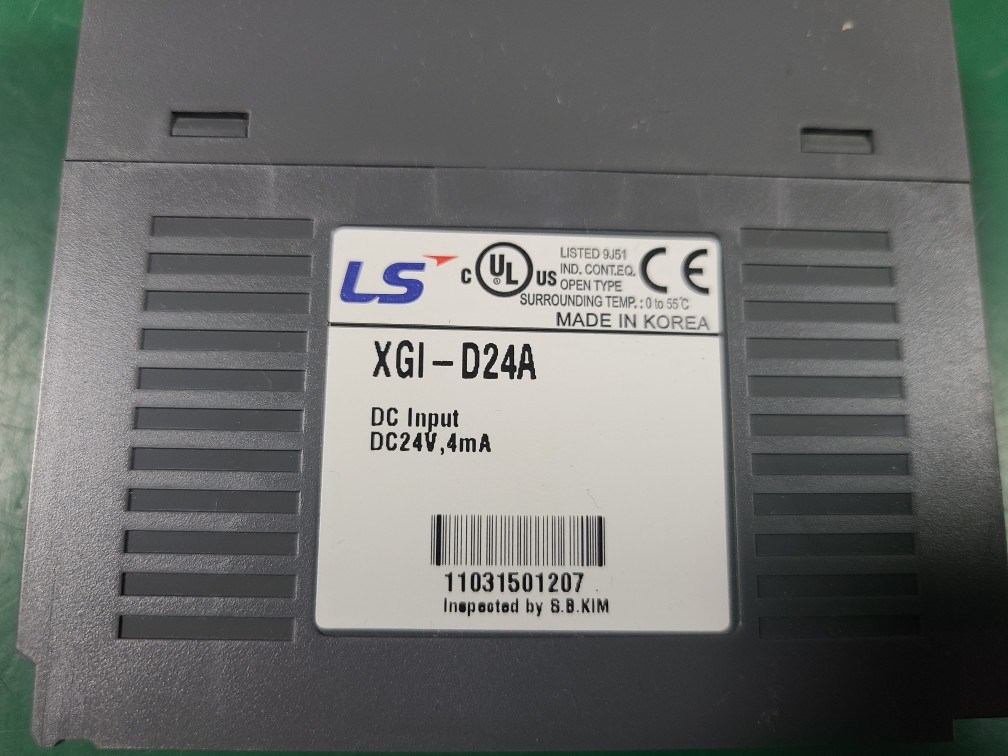 LS
C UL US
LISTED 9J51
IND. CONT.EQ.
OPEN TYPE
CE
SURROUNDING TEMP. : 0 to 55℃
MADE IN KOREA
XGI-D24A
DC Input
DC24V,4mA
11031501207
Inspected by S.B.KIM